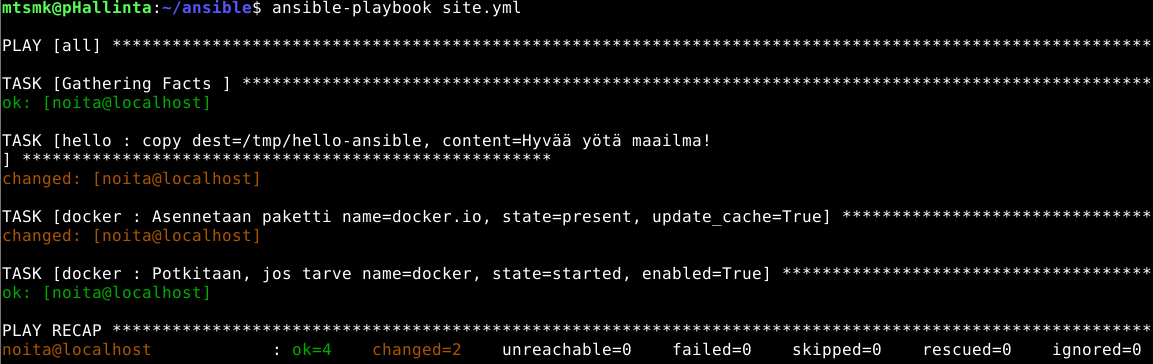 mtsmk@pHallinta:~/ansible$ ansible-playbook site.yml
PLAY [all] ********************************************************************************************************
TASK [Gathering Facts ] *******************************************************************************************
ok: [noita@localhost]
TASK [hello : copy dest=/tmp/hello-ansible, content=Hyvää yötä maailma!
] *****************************************************
changed: [noita@localhost]
TASK [docker : Asennetaan paketti name=docker.io, state=present, update_cache=True] *******************************
changed: [noita@localhost]
TASK [docker : Potkitaan, jos tarve name=docker, state=started, enabled=True] *************************************
ok: [noita@localhost]
PLAY RECAP ********************************************************************************************************
noita@localhost            : ok=4    changed=2    unreachable=0    failed=0    skipped=0    rescued=0    ignored=0